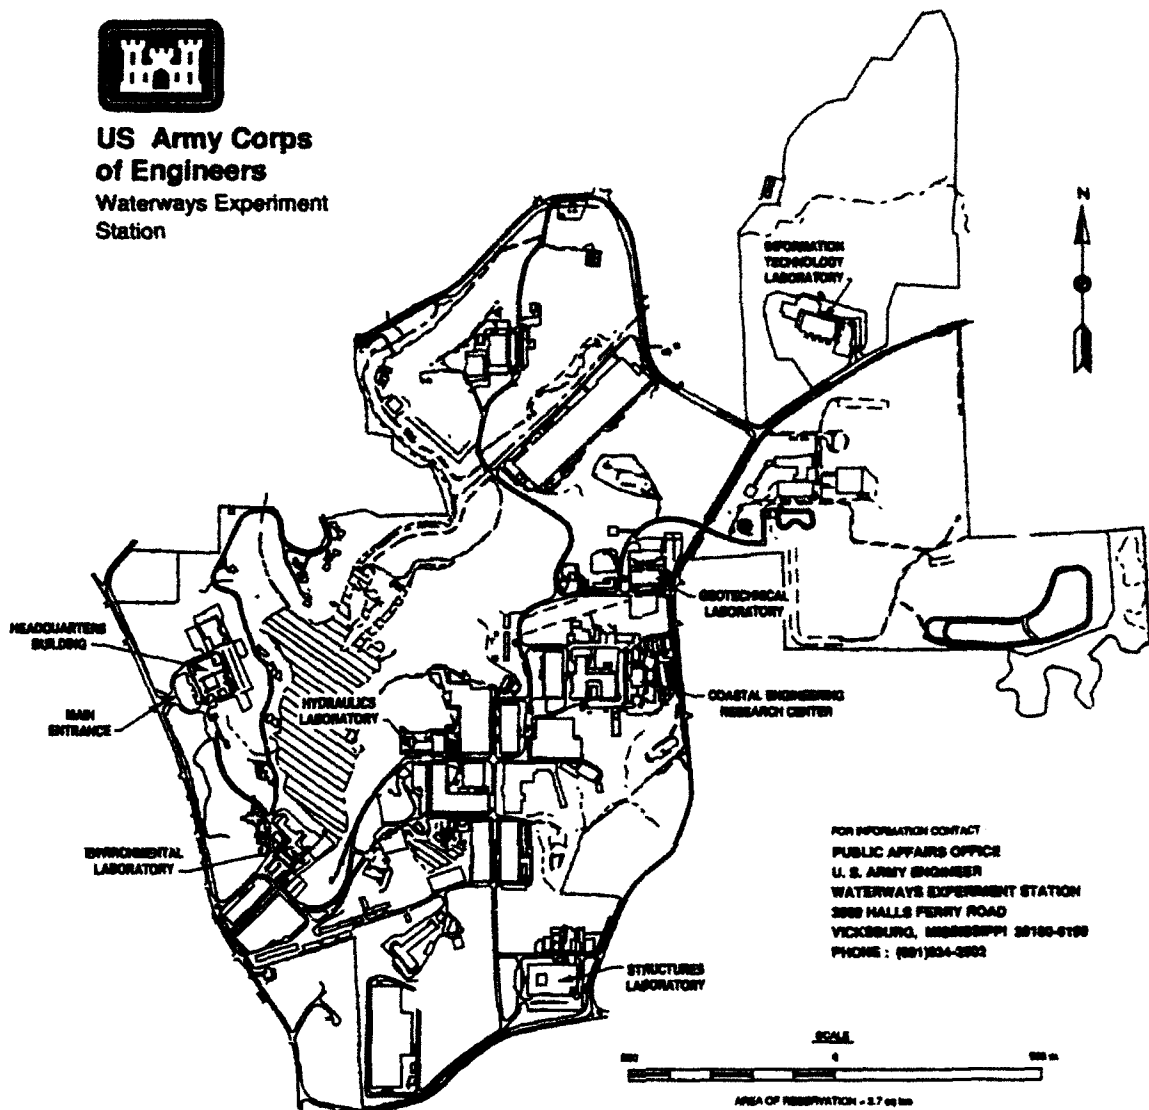 US Army Corps
of Engineers
Waterways Experiment
Station
N
INFORMATION
TECHNOLOGY
LABORATORY
GEOTECHNICAL
LABORATORY
HEADQUARTERS
BUILDING
MAIN
ENTRANCE
HYDRAULICS
LABORATORY
COASTAL ENGINEERING
RESEARCH CENTER
ENVIRONMENTAL
LABORATORY
STRUCTURES
LABORATORY
FOR INFORMATION CONTACT
PUBLIC AFFAIRS OFFICE
U. S. ARMY ENGINEER
WATERWAYS EXPERIMENT STATION
HALLS FERRY ROAD
VICKSBURG, MISSISSIPPI
PHONE :
SCALE
0
m
AREA OF RESERVATION =